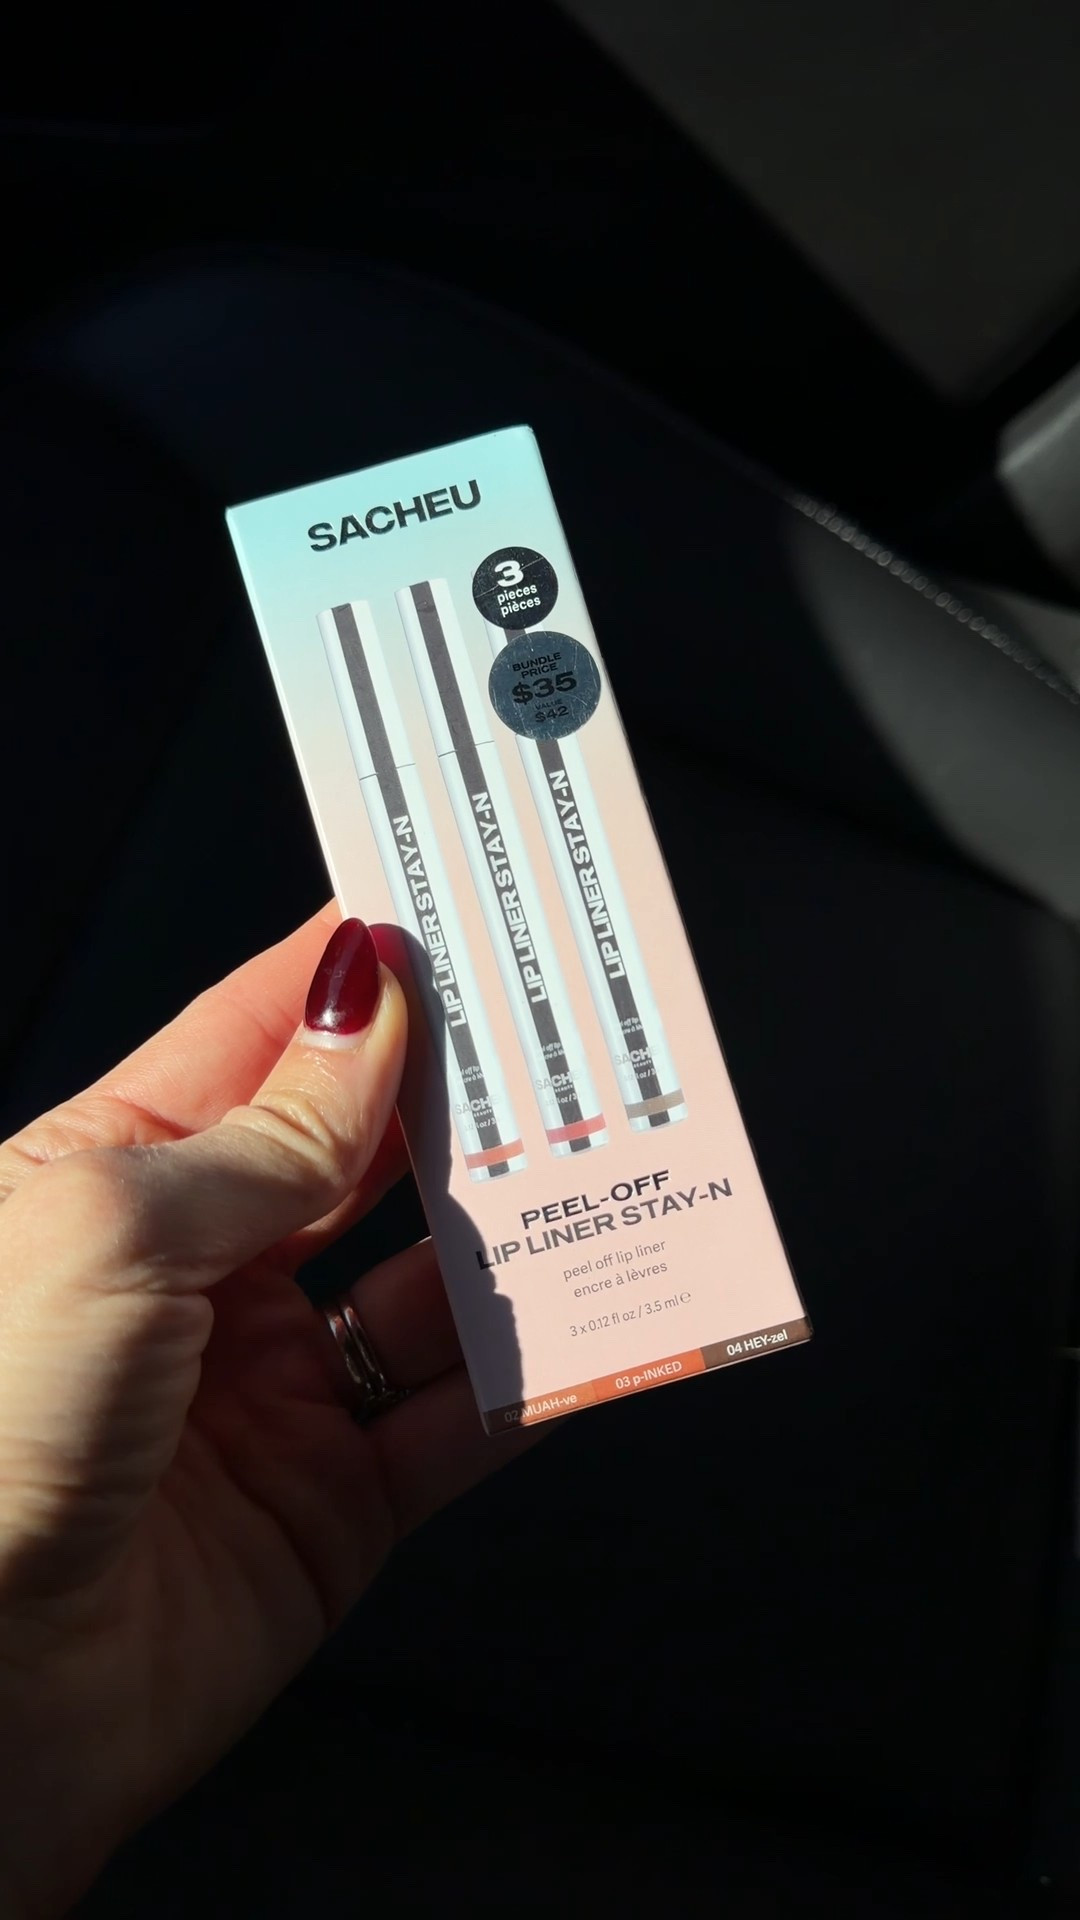 SACHEU
3
pieces
pièces
BUNDLE
PRICE
$35
VALUE
$42
LIP LINER STAY-N
LIP LINER STAY-N
LIP LINER STAY-N
PEEL-OFF
LIP LINER STAY-N
peel off lip liner
encre à lèvres
3 x 0.12 fl oz / 3.5 ml ℮
02 MUAH-ve
03 p-INKED
04 HEY-zel